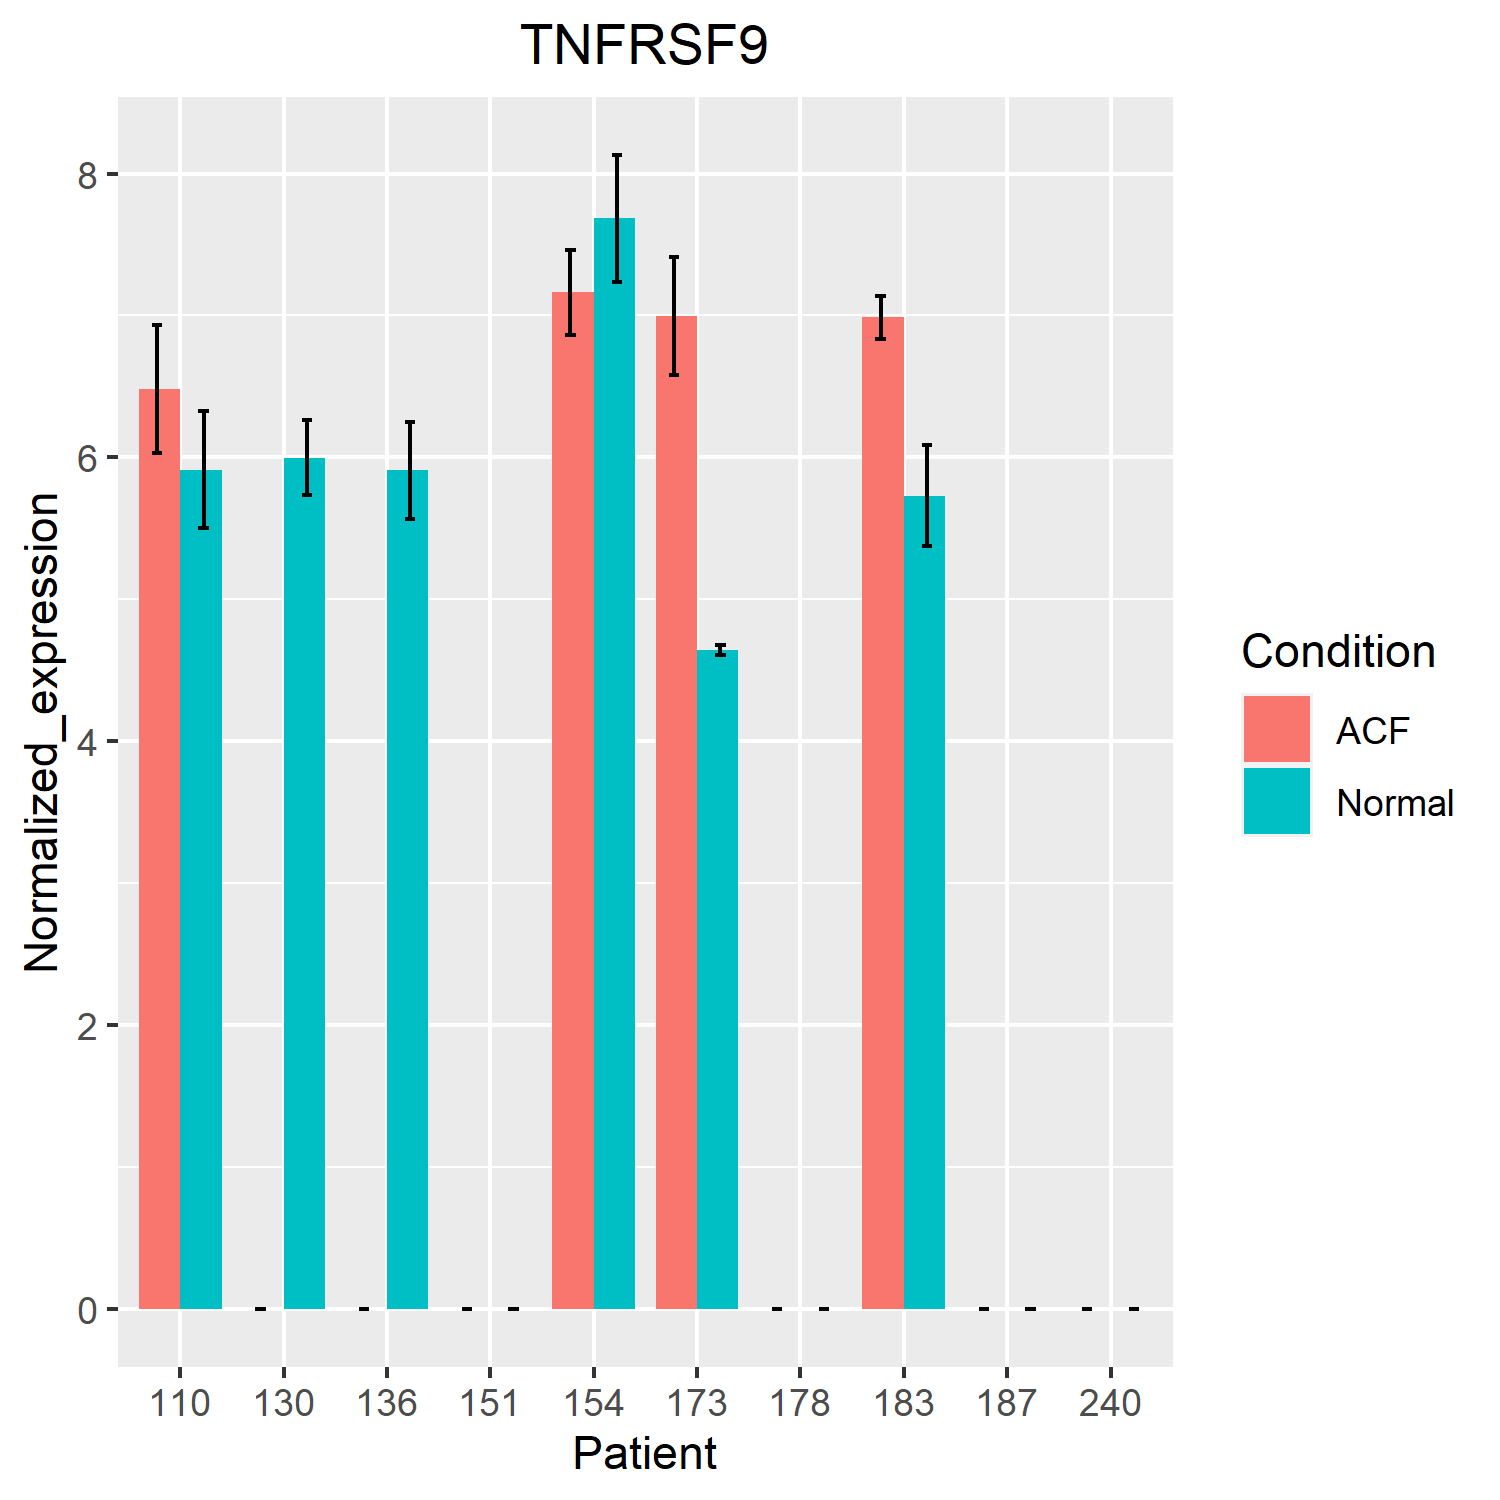 TNFRSF9
Normalized_expression
8
6
4
2
0
110 130 136 151 154 173 178 183 187 240
Patient
Condition
ACF
Normal